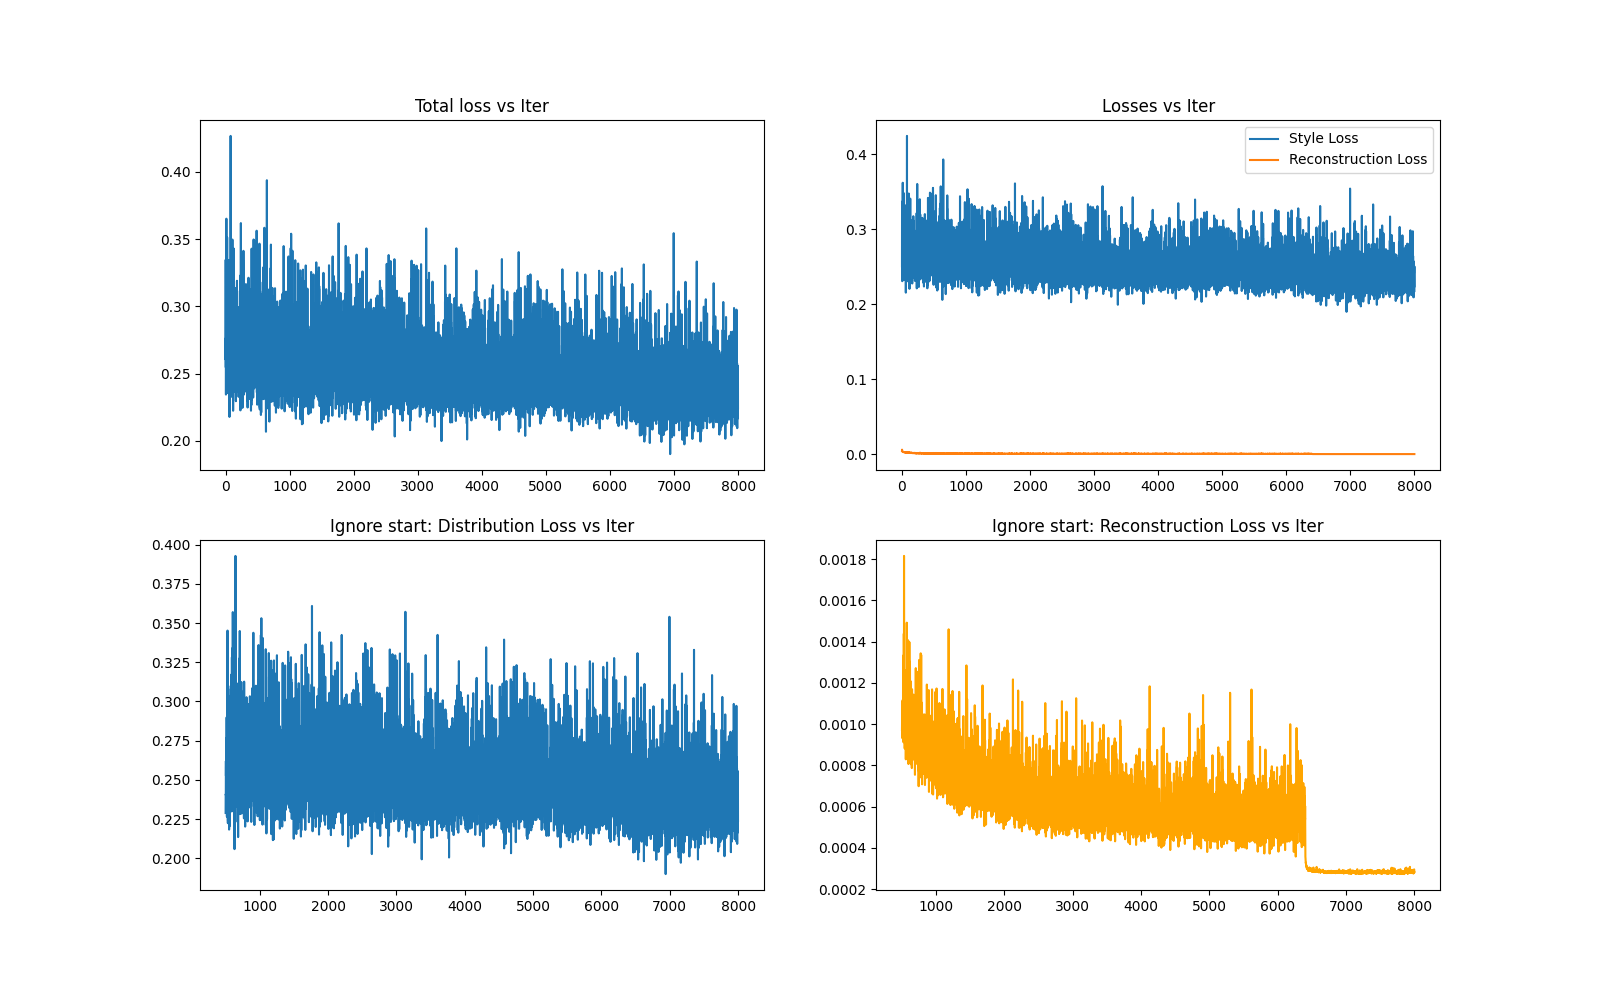 Total loss vs Iter
0.40
0.35
0.30
0.25
0.20
0 1000 2000 3000 4000 5000 6000 7000 8000
Losses vs Iter
Style Loss
Reconstruction Loss
0.4
0.3
0.2
0.1
0.0
0 1000 2000 3000 4000 5000 6000 7000 8000
Ignore start: Distribution Loss vs Iter
0.400
0.375
0.350
0.325
0.300
0.275
0.250
0.225
0.200
1000 2000 3000 4000 5000 6000 7000 8000
Ignore start: Reconstruction Loss vs Iter
0.0018
0.0016
0.0014
0.0012
0.0010
0.0008
0.0006
0.0004
0.0002
1000 2000 3000 4000 5000 6000 7000 8000